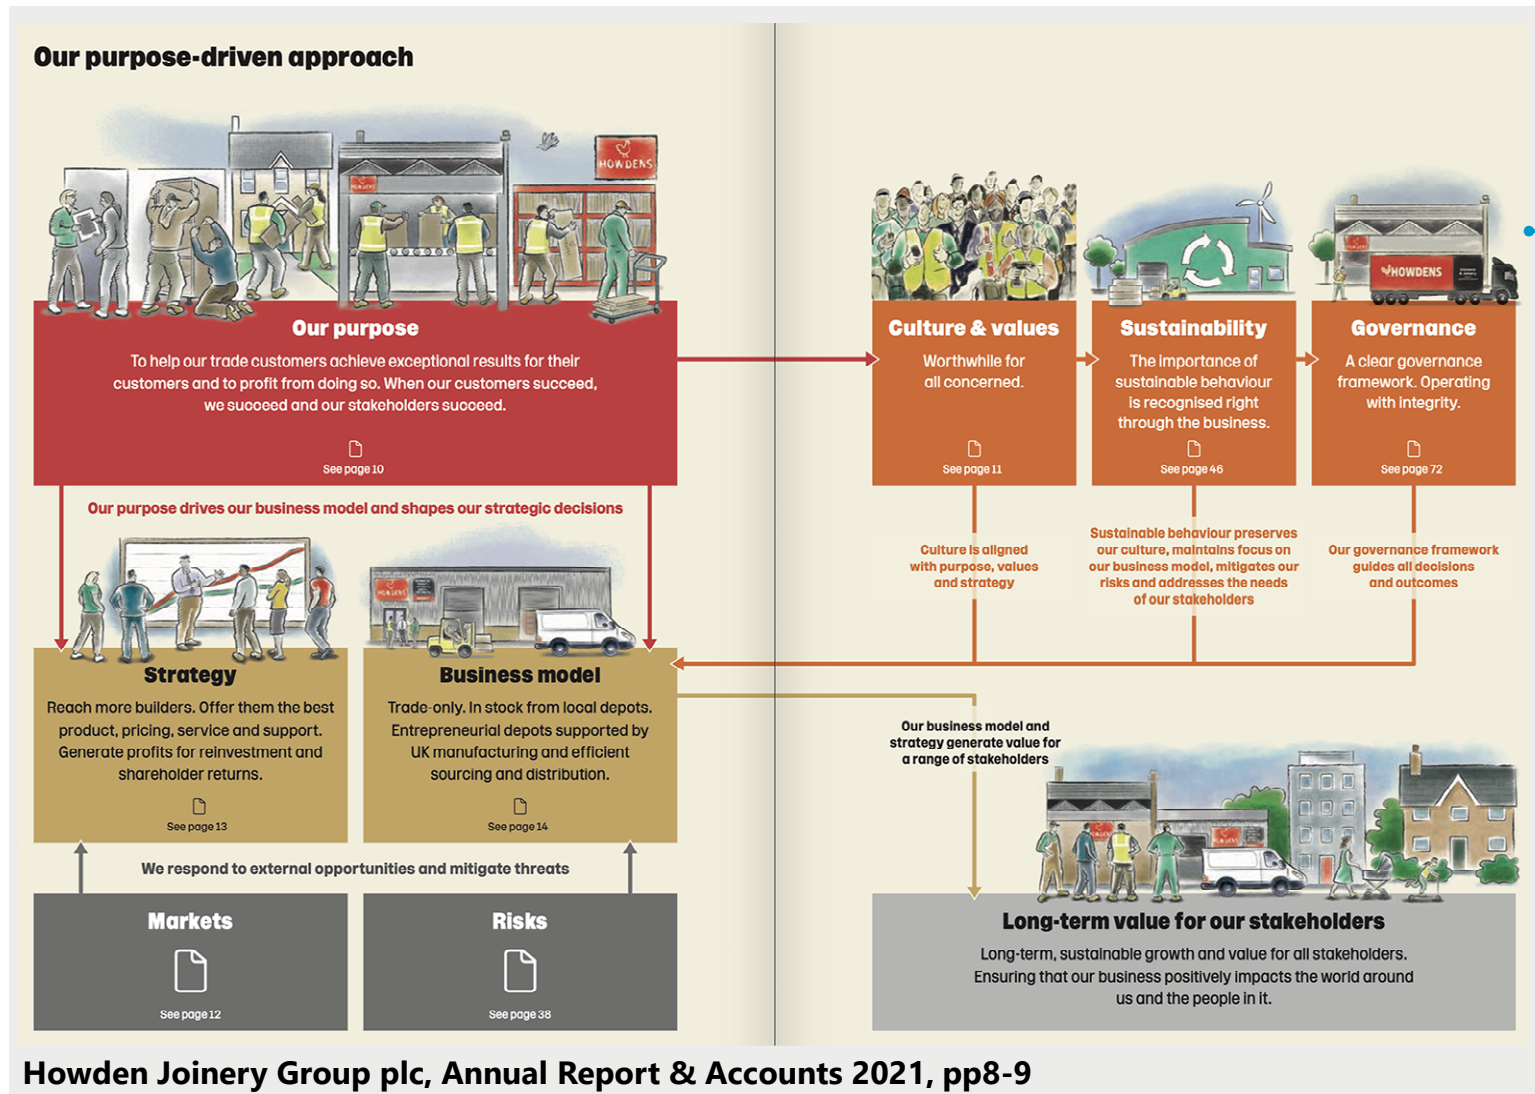 Our purpose-driven approach
HOWDENS
HOWDENS
Our purpose
To help our trade customers achieve exceptional results for their
customers and to profit from doing so. When our customers succeed,
we succeed and our stakeholders succeed.
See page 10
Our purpose drives our business model and shapes our strategic decisions
HOWDENS
Strategy
Reach more builders. Offer them the best
product, pricing, service and support.
Generate profits for reinvestment and
shareholder returns.
See page 13
Business model
Trade-only. In stock from local depots.
Entrepreneurial depots supported by
UK manufacturing and efficient
sourcing and distribution.
See page 14
We respond to external opportunities and mitigate threats
Markets
See page 12
Risks
See page 38
HOWDENS
Culture & values
Worthwhile for
all concerned.
See page 11
Sustainability
The importance of
sustainable behaviour
is recognised right
through the business.
See page 46
Governance
A clear governance
framework. Operating
with integrity.
See page 72
Culture is aligned
with purpose, values
and strategy
Sustainable behaviour preserves
our culture, maintains focus on
our business model, mitigates our
risks and addresses the needs
of our stakeholders
Our governance framework
guides all decisions
and outcomes
Our business model and
strategy generate value for
a range of stakeholders
HOWDENS
HOWDENS
Long-term value for our stakeholders
Long-term, sustainable growth and value for all stakeholders.
Ensuring that our business positively impacts the world around
us and the people in it.
Howden Joinery Group plc, Annual Report & Accounts 2021, pp8-9